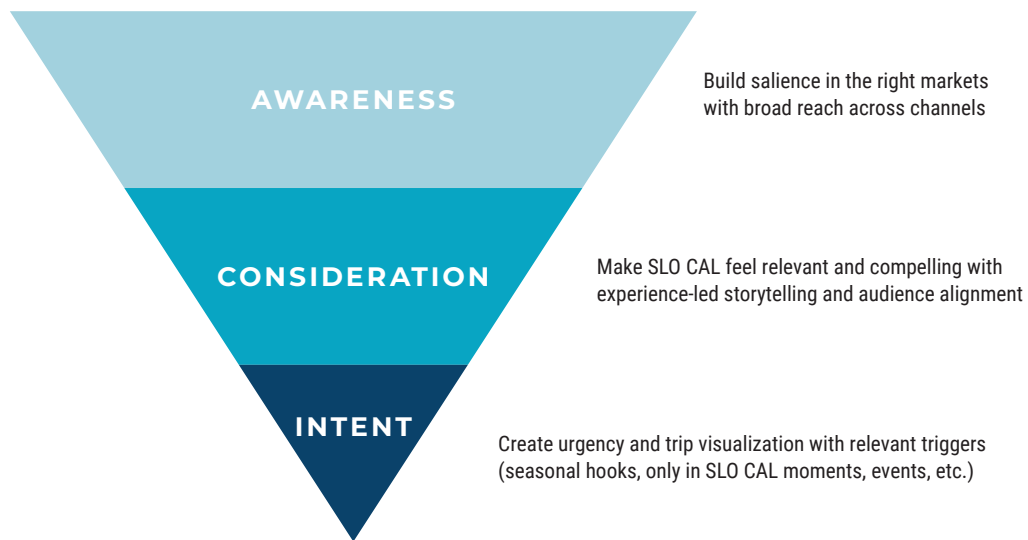 AWARENESS
Build salience in the right markets
with broad reach across channels
CONSIDERATION
Make SLO CAL feel relevant and compelling with
experience-led storytelling and audience alignment
INTENT
Create urgency and trip visualization with relevant triggers
(seasonal hooks, only in SLO CAL moments, events, etc.)